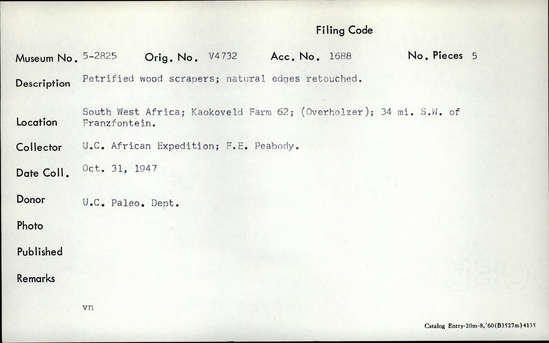 Filing Code
Museum No. 5-2825 Orig. No. V4732 Acc. No. 1688 No. Pieces 5
Description Petrified wood scrapers; natural edges retouched.
South West Africa; Kaokoveld Farm 62; (Overholzer); 34 mi. S.W. of
Location Franzfontein.
Collector U.C. African Expedition; F.E. Peabody.
Date Coll. Oct. 31, 1947
Donor U.C. Paleo. Dept.
Photo
Published
Remarks
vn
Catalog Entry-20m-8,'60(B3527m)4135